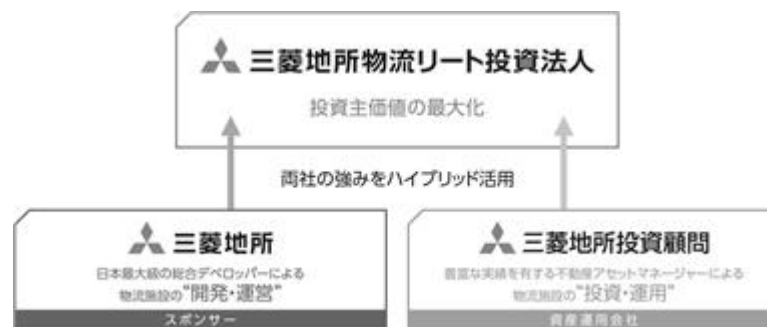 三菱地所物流リート投資法人
投資主価値の最大化
両社の強みをハイブリッド活用
三菱地所
日本最大級の総合デベロッパーによる
物流施設の"開発・運営"
スポンサー
三菱地所投資顧問
豊富な実績を有する不動産アセットマネージャーによる
物流施設の"投資・運用"
資産運用会社